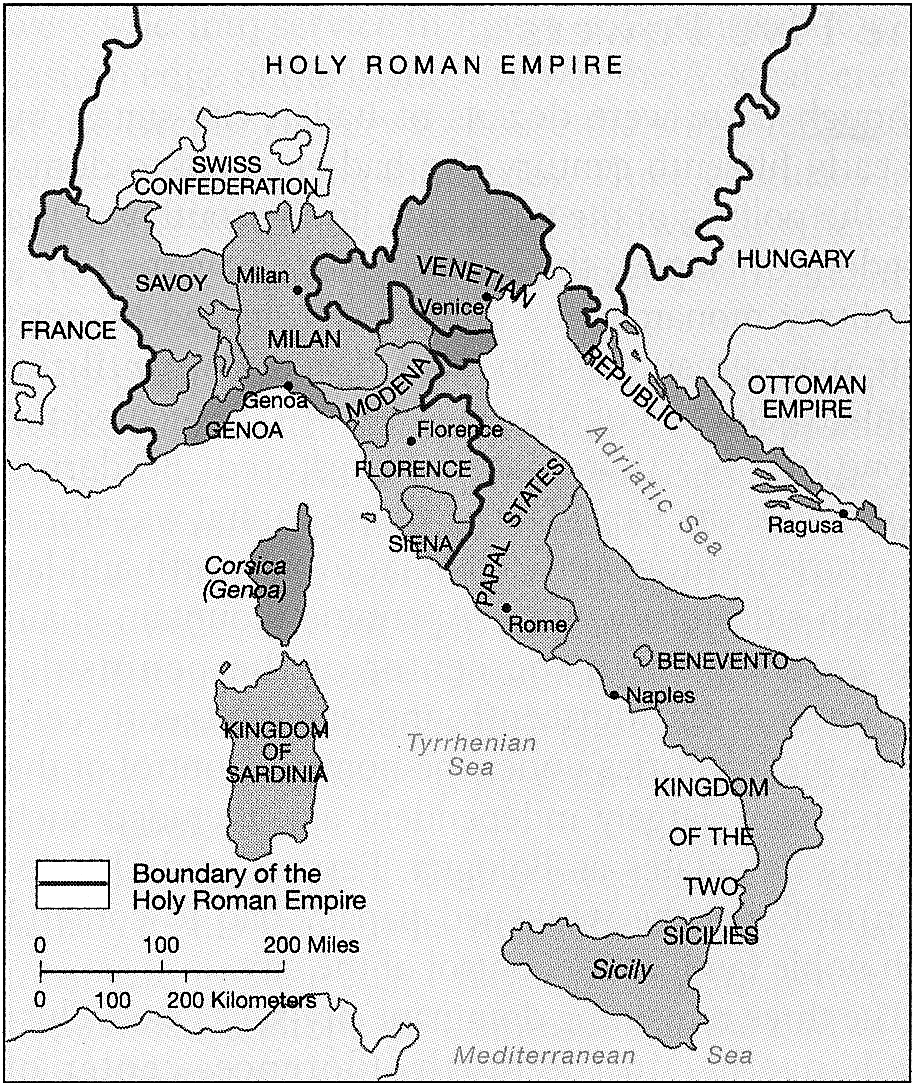 HOLY ROMAN EMPIRE
SWISS
CONFEDERATION
HUNGARY
SAVOY
Milan
VENETIAN
Venice
FRANCE
MILAN
REPUBLIC
OTTOMAN
EMPIRE
MODENA
Genoa
GENOA
Florence
FLORENCE
Adriatic Sea
PAPAL STATES
Ragusa
SIENA
Corsica
(Genoa)
Rome
BENEVENTO
Naples
KINGDOM
OF
SARDINIA
Tyrrhenian
Sea
KINGDOM
OF THE
TWO
SICILIES
Sicily
Boundary of the
Holy Roman Empire
0 100 200 Miles
0 100 200 Kilometers
Mediterranean Sea